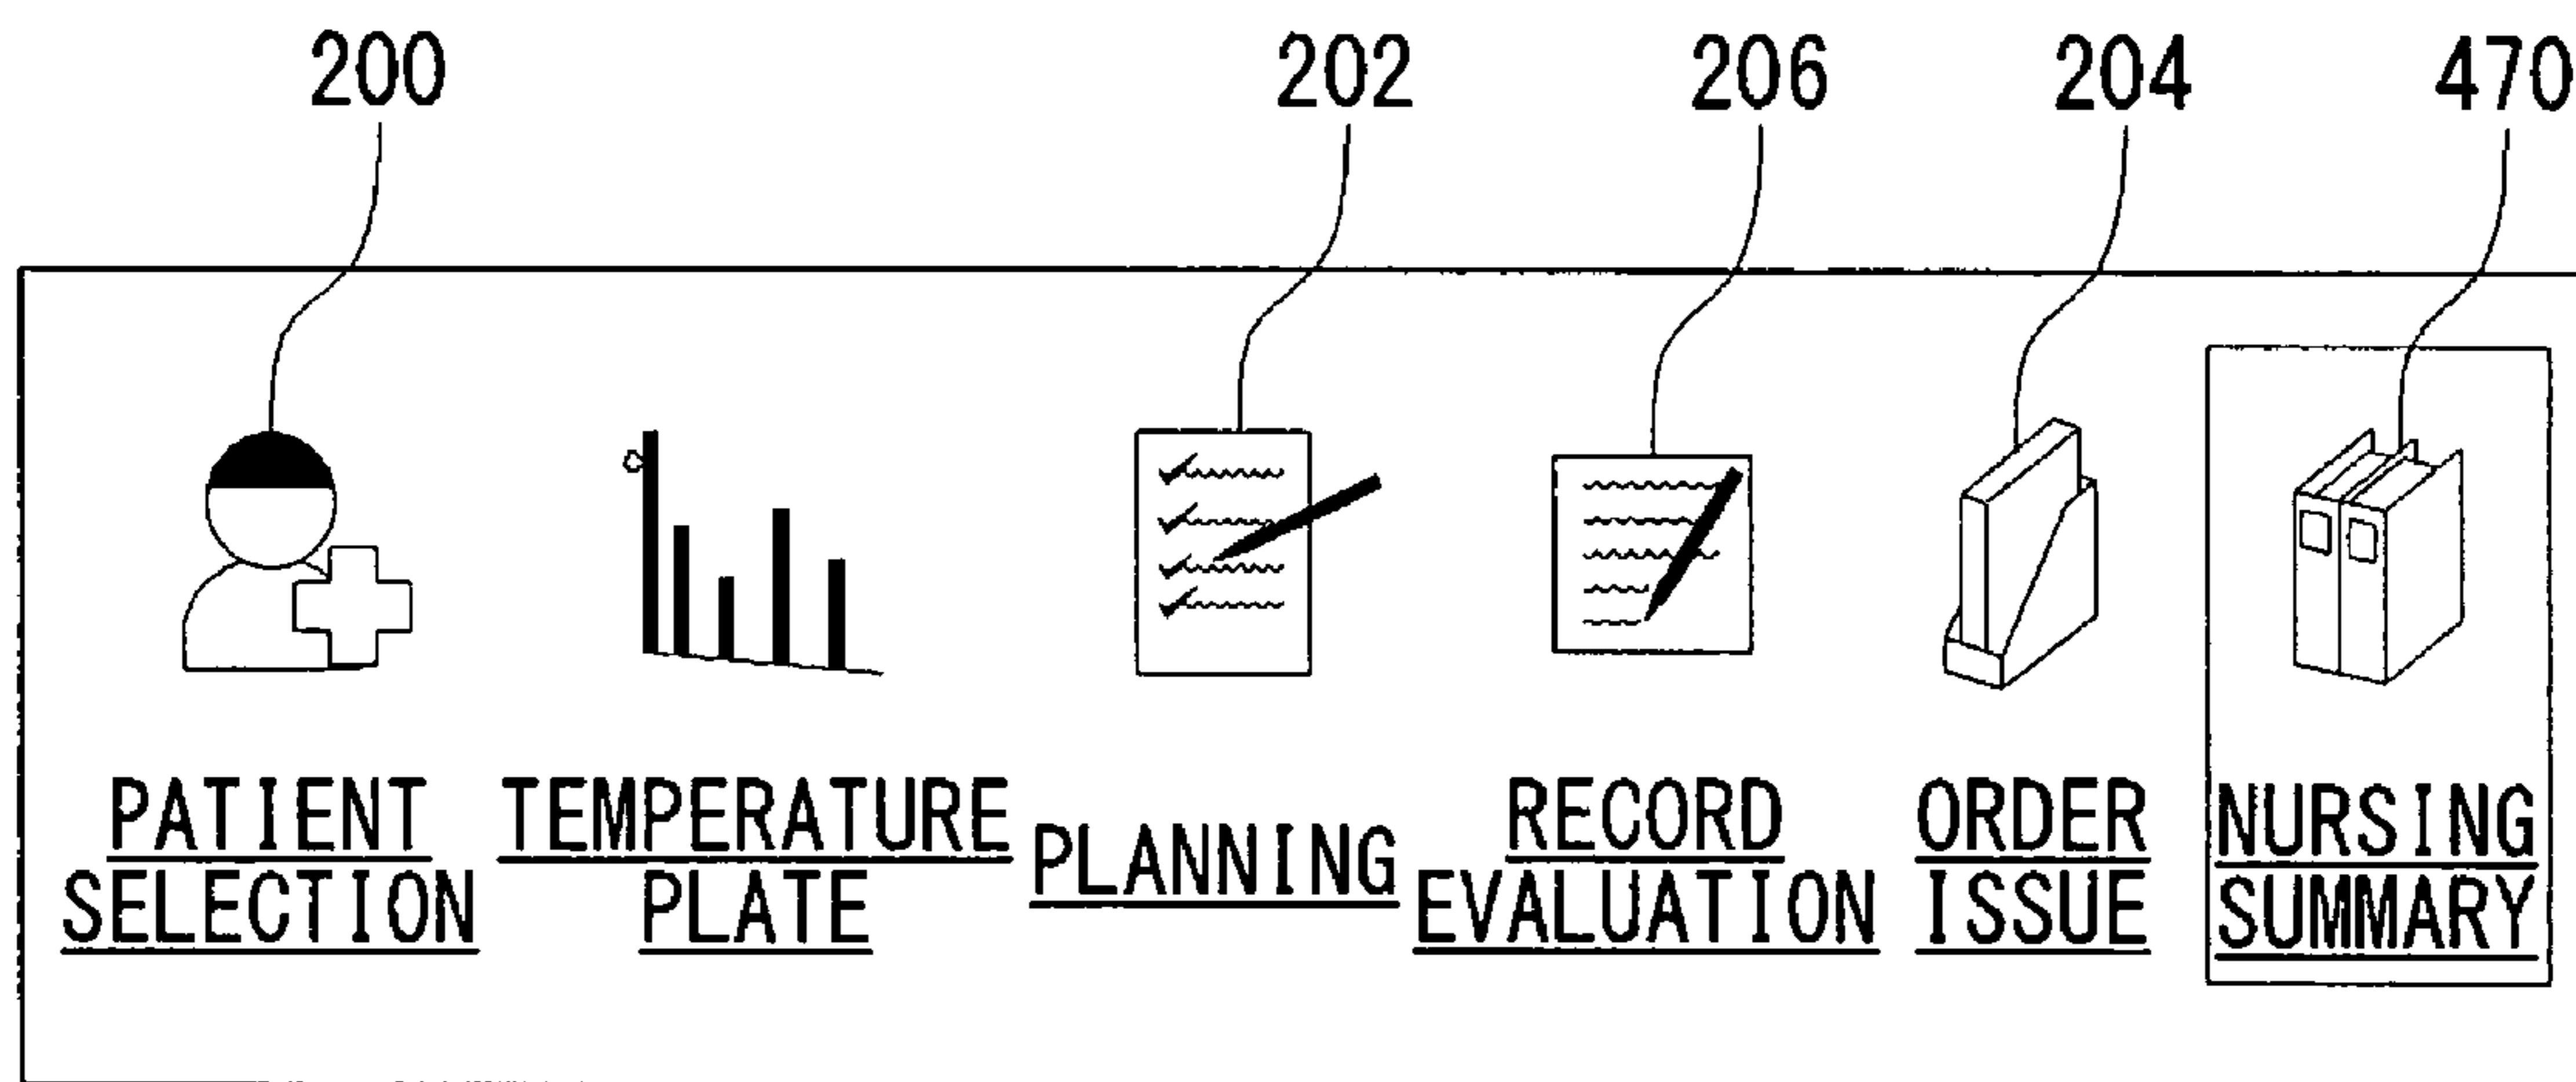 200 202 206 204 470
PATIENT SELECTION
TEMPERATURE PLATE
PLANNING
RECORD EVALUATION
ORDER ISSUE
NURSING SUMMARY